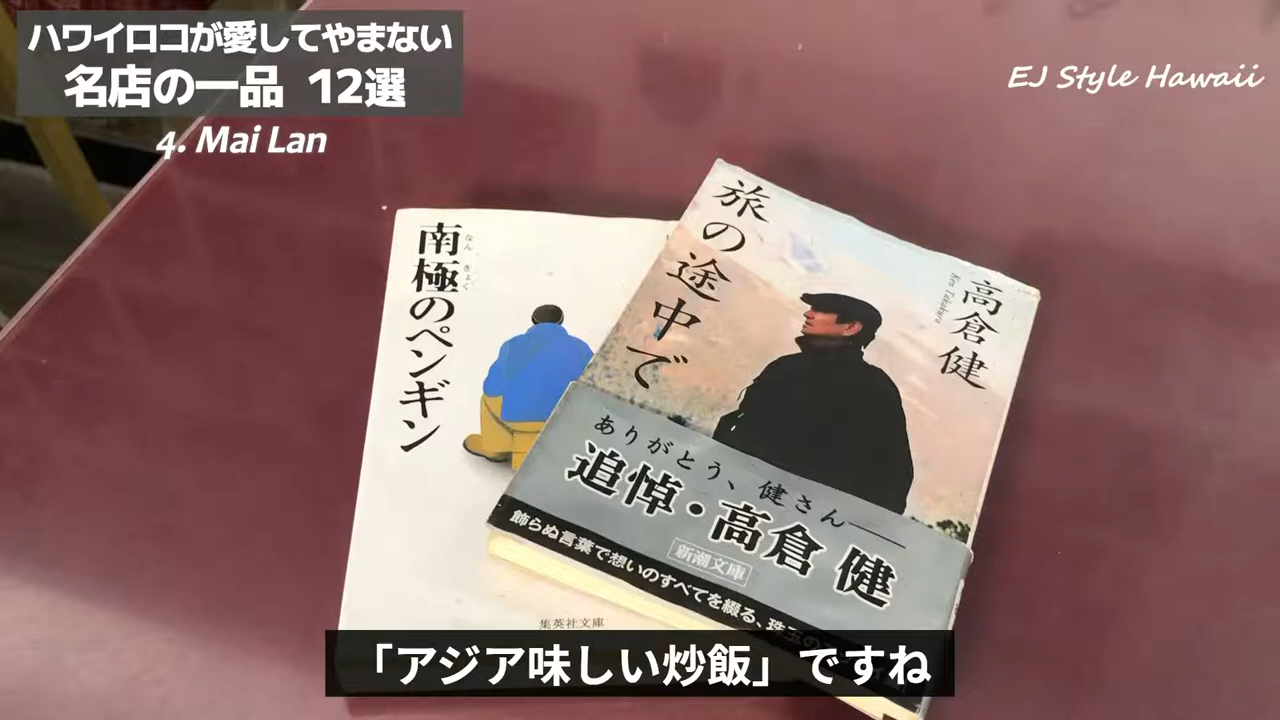 ハワイロコが愛してやまない
名店の一品 12選
4. Mai Lan
EJ Style Hawaii
南極のペンギン
なん
きょく
集英社文庫
旅の途中で
高倉健
Ken Takakura
ありがとう、健さん——
追悼・高倉 健
新潮文庫
飾らぬ言葉で想いのすべてを綴る、珠玉の
「アジア味しい炒飯」ですね